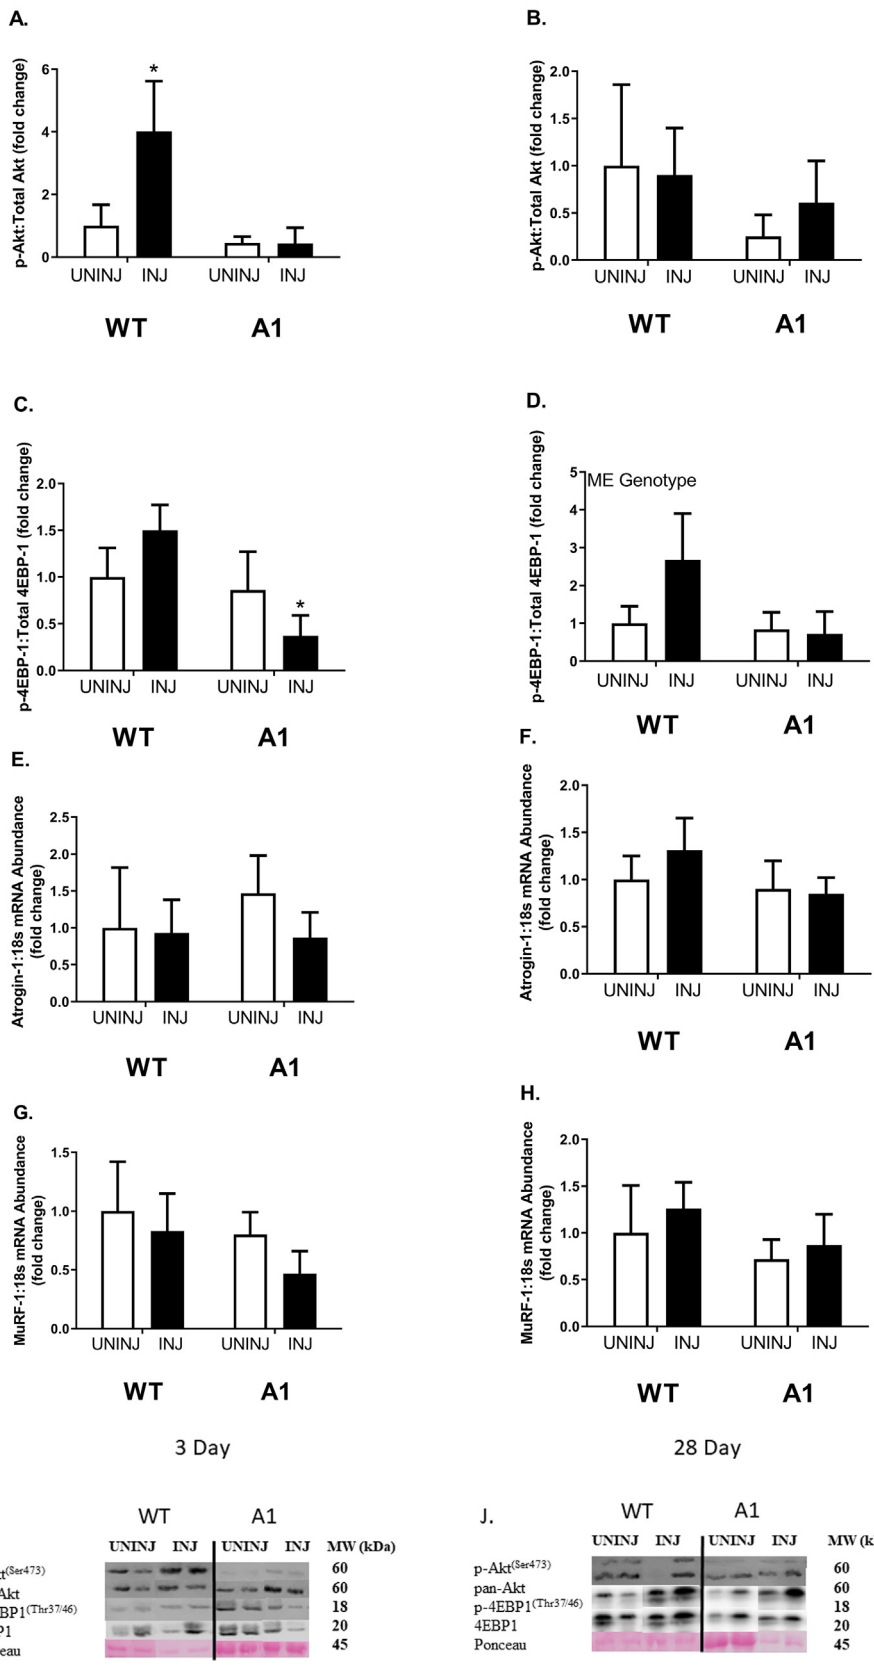 A.
p-Akt:Total Akt (fold change)
6
4
2
0
*
UNINJ INJ UNINJ INJ
WT A1
B.
p-Akt:Total Akt (fold change)
2.0
1.5
1.0
0.5
0.0
UNINJ INJ UNINJ INJ
WT A1
C.
p-4EBP-1:Total 4EBP-1 (fold change)
2.0
1.5
1.0
0.5
0.0
*
UNINJ INJ UNINJ INJ
WT A1
D.
p-4EBP-1:Total 4EBP-1 (fold change)
5
4
3
2
1
0
ME Genotype
UNINJ INJ UNINJ INJ
WT A1
E.
Atrogin-1:18s mRNA Abundance
(fold change)
2.5
2.0
1.5
1.0
0.5
0.0
UNINJ INJ UNINJ INJ
WT A1
F.
Atrogin-1:18s mRNA Abundance
(fold change)
2.0
1.5
1.0
0.5
0.0
UNINJ INJ UNINJ INJ
WT A1
G.
MuRF-1:18s mRNA Abundance
(fold change)
1.5
1.0
0.5
0.0
UNINJ INJ UNINJ INJ
WT A1
H.
MuRF-1:18s mRNA Abundance
(fold change)
2.0
1.5
1.0
0.5
0.0
UNINJ INJ UNINJ INJ
WT A1
3 Day
WT A1
UNINJ INJ UNINJ INJ MW (kDa)
kt(Ser473) 60
Akt 60
EBP1(Thr37/46) 18
P1 20
eau 45
28 Day
J.
WT A1
UNINJ INJ UNINJ INJ MW (k
p-Akt(Ser473) 60
pan-Akt 60
p-4EBP1(Thr37/46) 18
4EBP1 20
Ponceau 45